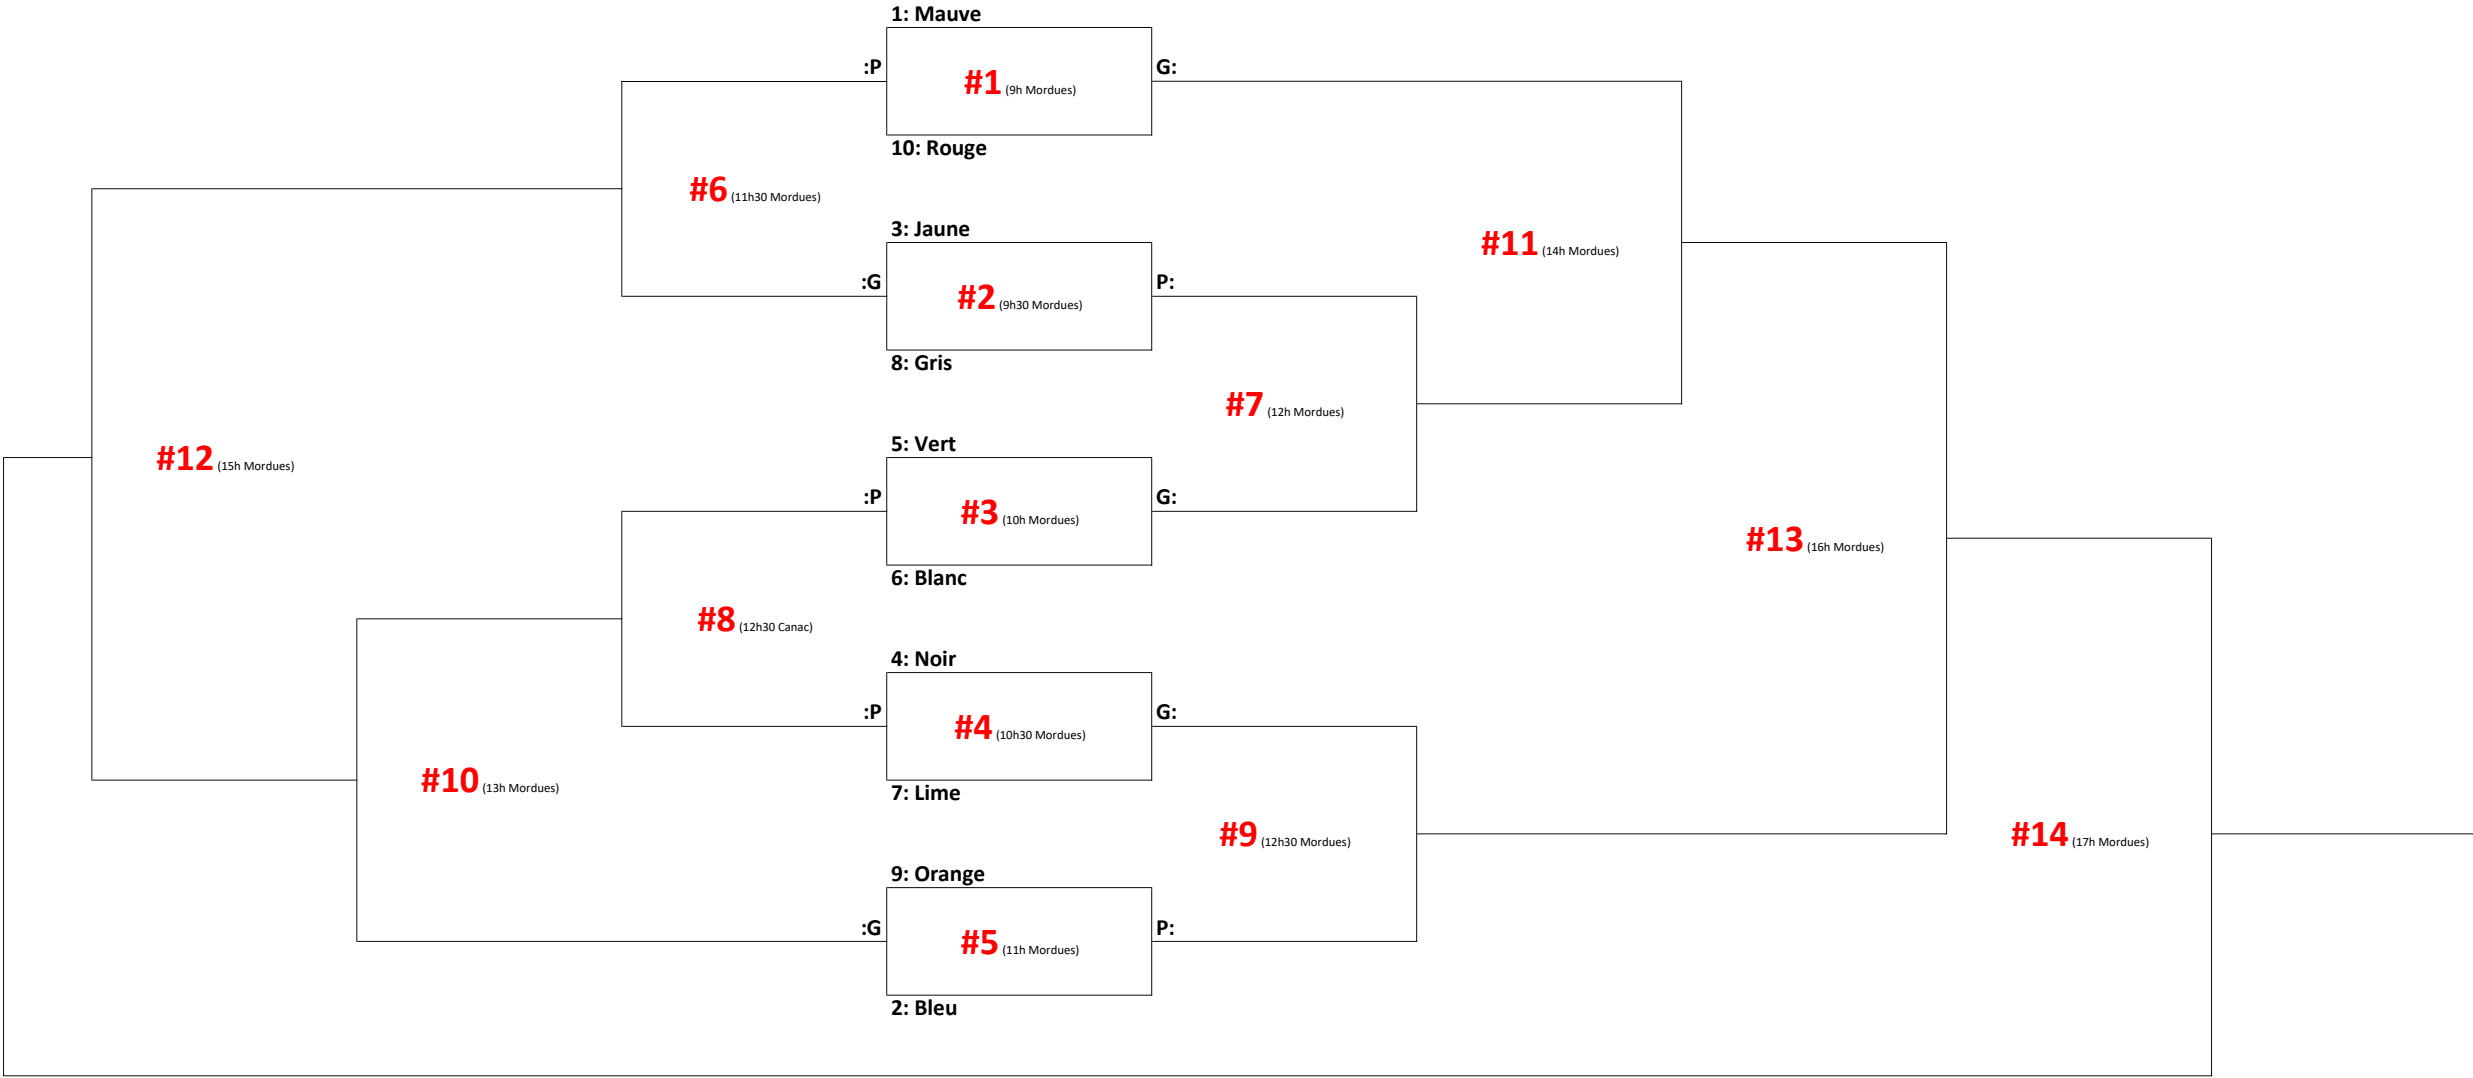 1: Mauve
:P
#1 (9h Mordues)
G:
10: Rouge
#6 (11h30 Mordues)
3: Jaune
#11 (14h Mordues)
:G
#2 (9h30 Mordues)
P:
8: Gris
#7 (12h Mordues)
5: Vert
#12 (15h Mordues)
:P
#3 (10h Mordues)
G:
#13 (16h Mordues)
6: Blanc
#8 (12h30 Canac)
4: Noir
:P
#4 (10h30 Mordues)
G:
#10 (13h Mordues)
7: Lime
#9 (12h30 Mordues)
#14 (17h Mordues)
9: Orange
:G
#5 (11h Mordues)
P:
2: Bleu